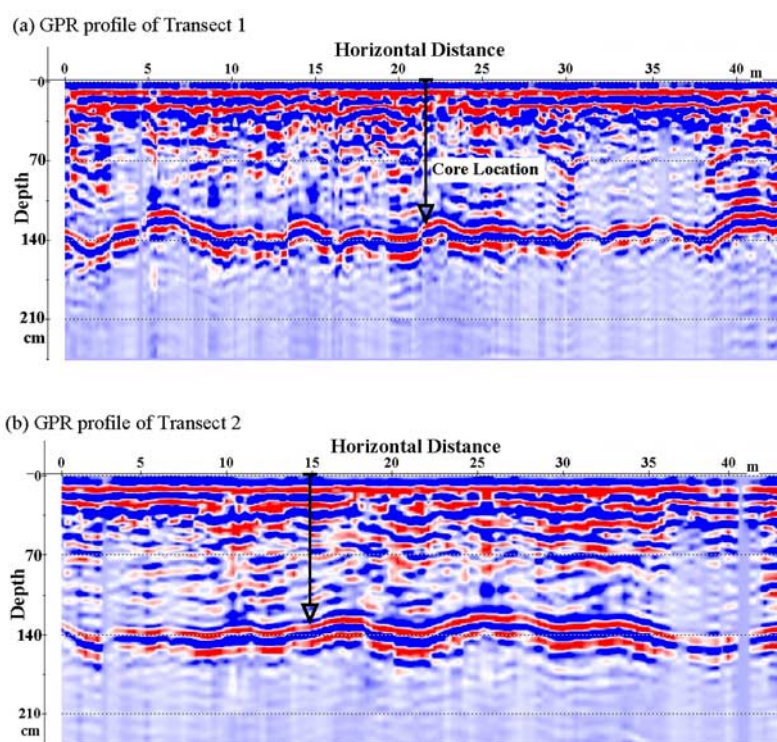 (a) GPR profile of Transect 1
Horizontal Distance
0 5 10 15 20 25 30 35 40 m
0
70
Core Location
Depth
140
210
cm
(b) GPR profile of Transect 2
Horizontal Distance
0 5 10 15 20 25 30 35 m
0
70
Depth
140
210
cm